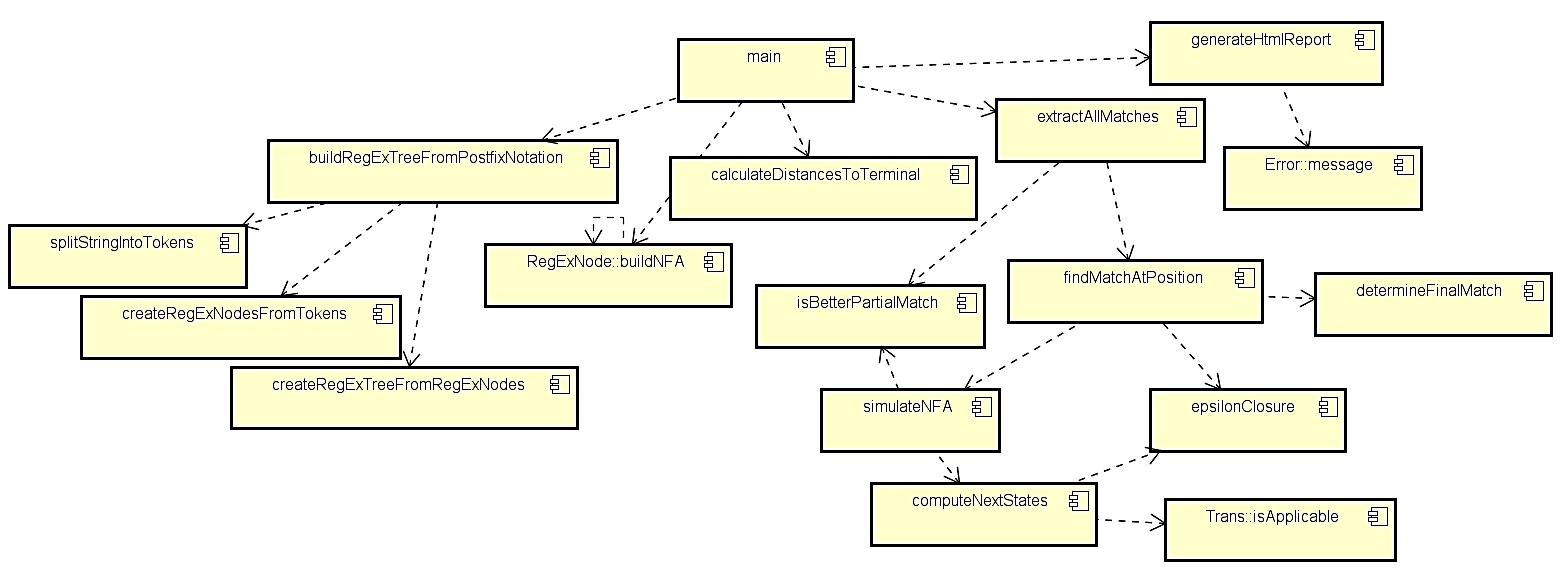 generateHtmlReport
main
extractAllMatches
buildRegExTreeFromPostfixNotation
Error::message
calculateDistancesToTerminal
splitStringIntoTokens
RegExNode::buildNFA
findMatchAtPosition
determineFinalMatch
isBetterPartialMatch
createRegExNodesFromTokens
createRegExTreeFromRegExNodes
simulateNFA
epsilonClosure
computeNextStates
Trans::isApplicable